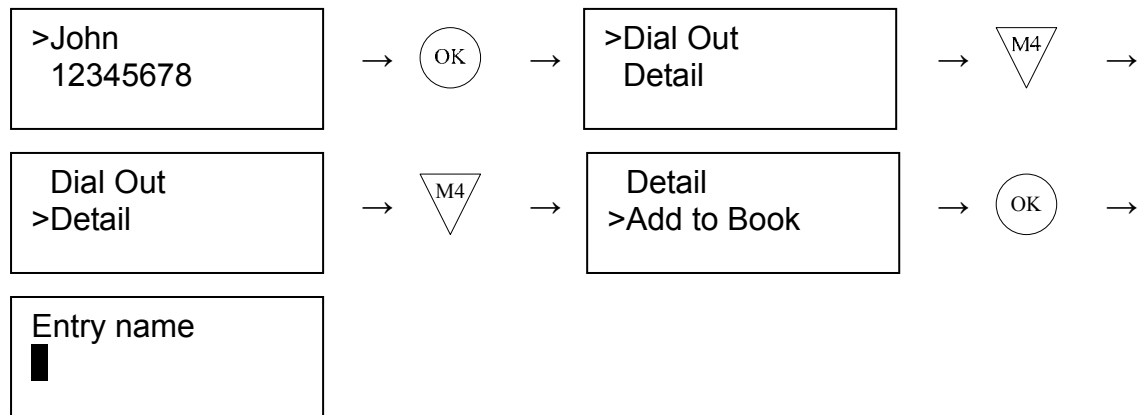 >John
12345678
→ OK →
>Dial Out
Detail
→ M4 →
Dial Out
>Detail
→ M4 →
Detail
>Add to Book
→ OK →
Entry name